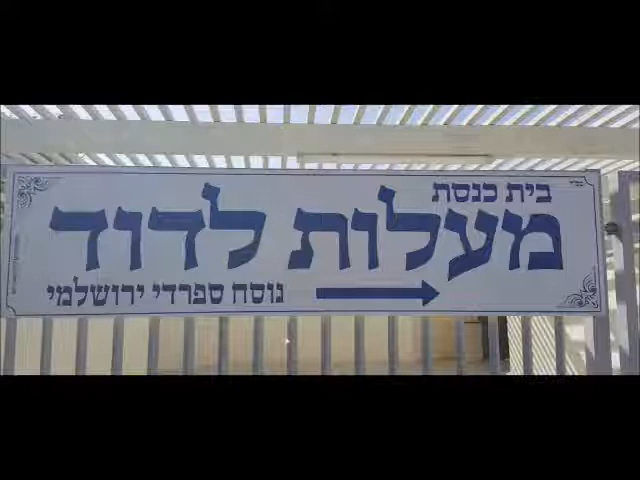 בית כנסת
מעלות לדוד
נוסח ספרדי ירושלמי